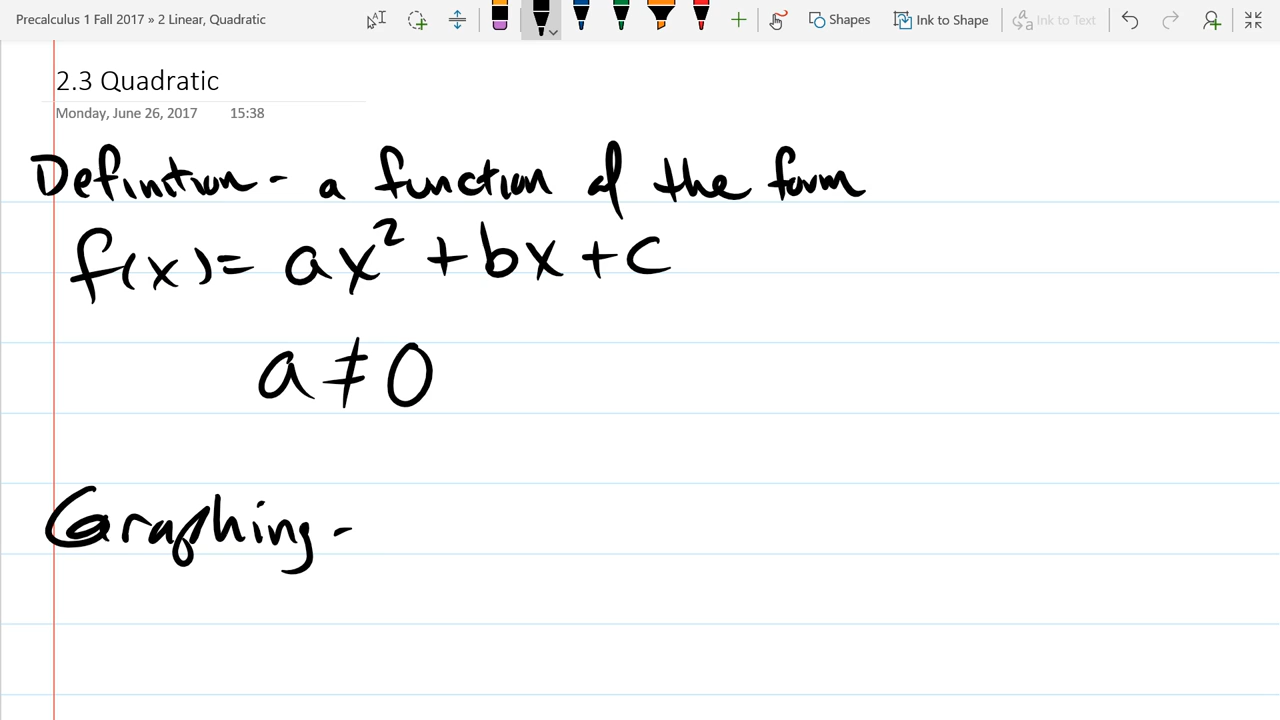 Precalculus 1 Fall 2017 » 2 Linear, Quadratic
Shapes
Ink to Shape
Ink to Text
2.3 Quadratic
Monday, June 26, 2017 15:38
Definition - a function of the form
f(x) = ax² + bx + c
a ≠ 0
Graphing -